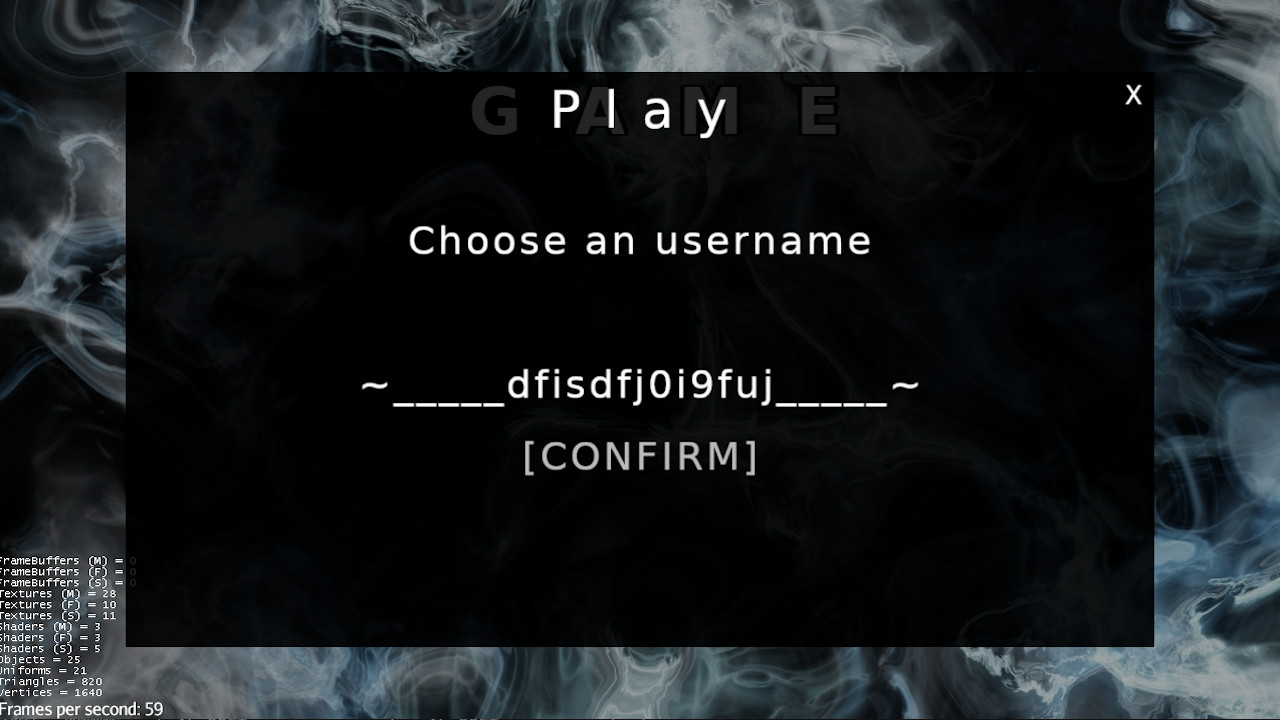 G A M E
Play
X
Choose an username
~_____dfisdfj0i9fuj_____~
[CONFIRM]
FrameBuffers (M) = 0
FrameBuffers (F) = 0
FrameBuffers (S) = 0
Textures (M) = 28
Textures (F) = 10
Textures (S) = 11
Shaders (M) = 3
Shaders (F) = 3
Shaders (S) = 5
Objects = 25
Uniforms = 21
Triangles = 820
Vertices = 1640
Frames per second: 59